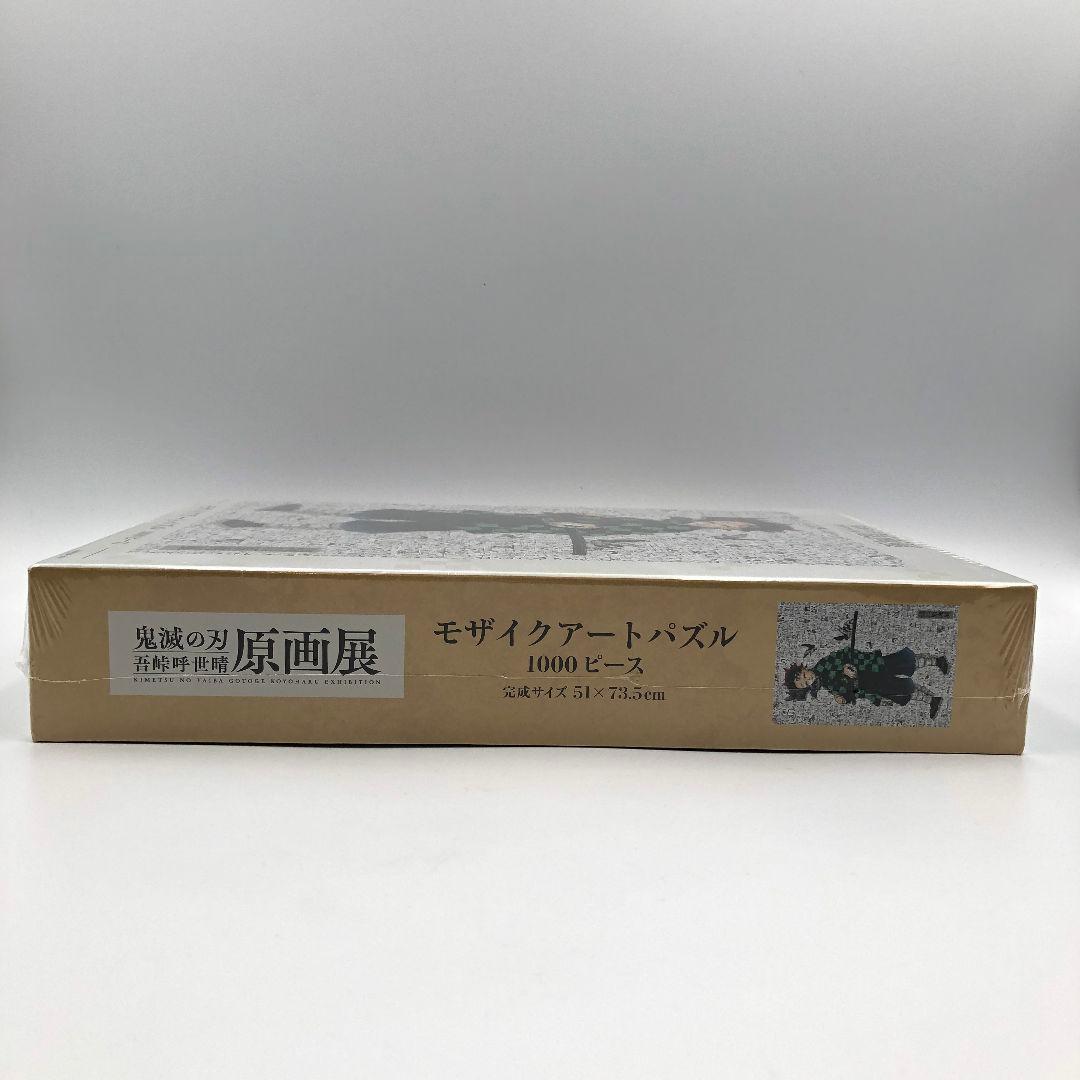 鬼滅の刃
吾峠呼世晴
原画展
KIMETSU NO YAIBA GOTOGE KOYOHARU EXHIBITION
モザイクアートパズル
1000ピース
完成サイズ 51×73.5cm